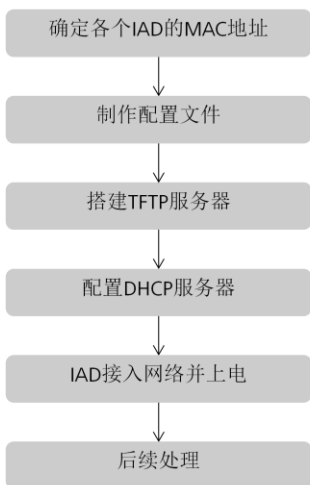 确定各个IAD的MAC地址
制作配置文件
搭建TFTP服务器
配置DHCP服务器
IAD接入网络并上电
后续处理